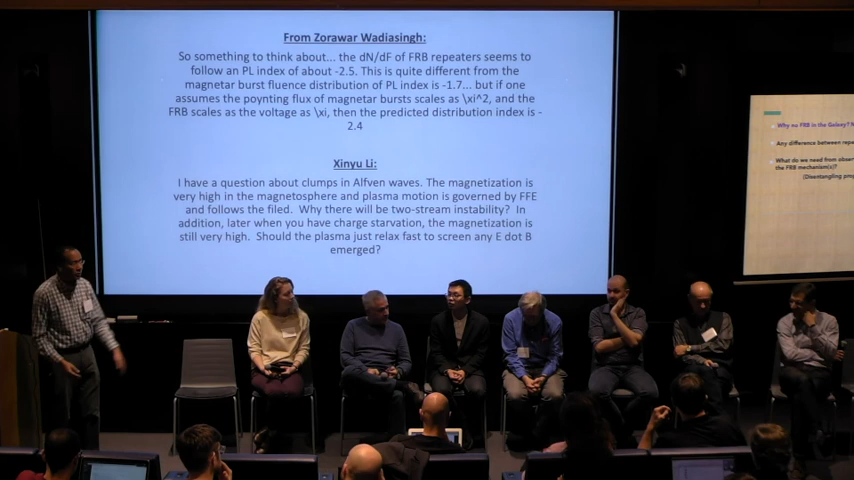 From Zorawar Wadiasingh:
So something to think about... the dN/dF of FRB repeaters seems to
follow an PL index of about -2.5. This is quite different from the
magnetar burst fluence distribution of PL index is -1.7... but if one
assumes the poynting flux of magnetar bursts scales as \xi^2, and the
FRB scales as the voltage as \xi, then the predicted distribution index is -
2.4
Xinyu Li:
I have a question about clumps in Alfven waves. The magnetization is
very high in the magnetosphere and plasma motion is governed by FFE
and follows the filed. Why there will be two-stream instability? In
addition, later when you have charge starvation, the magnetization is
still very high. Should the plasma just relax fast to screen any E dot B
emerged?
Why no FRB in the Galaxy?
Any difference between
What do we need from
the FRB mechanism(s)?
(Disentangling